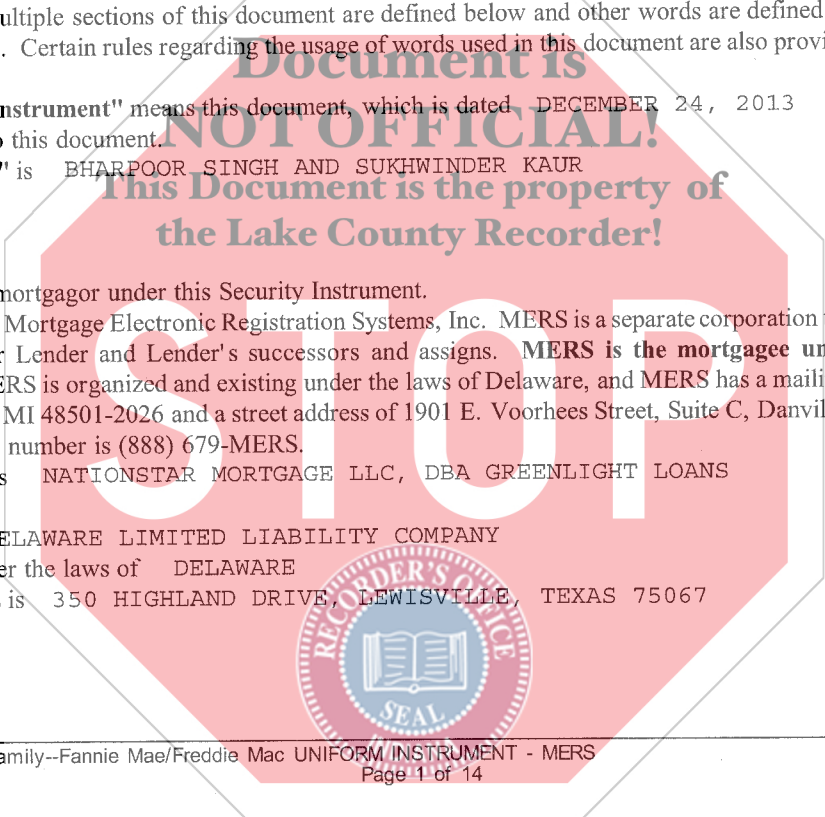 ultiple sections of this document are defined below and other words are defined
. Certain rules regarding the usage of words used in this document are also provi
Document is
nstrument" means this document, which is dated DECEMBER 24, 2013
NOT OFFICIAL!
this document.
" is BHARPOOR SINGH AND SUKHWINDER KAUR
This Document is the property of
the Lake County Recorder!
mortgagor under this Security Instrument.
Mortgage Electronic Registration Systems, Inc. MERS is a separate corporation
r Lender and Lender's successors and assigns. MERS is the mortgagee un
ERS is organized and existing under the laws of Delaware, and MERS has a maili
MI 48501-2026 and a street address of 1901 E. Voorhees Street, Suite C, Danvil
number is (888) 679-MERS.
s NATIONSTAR MORTGAGE LLC, DBA GREENLIGHT LOANS
STOP
ELAWARE LIMITED LIABILITY COMPANY
er the laws of DELAWARE
is 350 HIGHLAND DRIVE, LEWISVILLE, TEXAS 75067
RECORDER'S OFFICE
SEAL
amily--Fannie Mae/Freddie Mac UNIFORM INSTRUMENT - MERS
Page 1 of 14